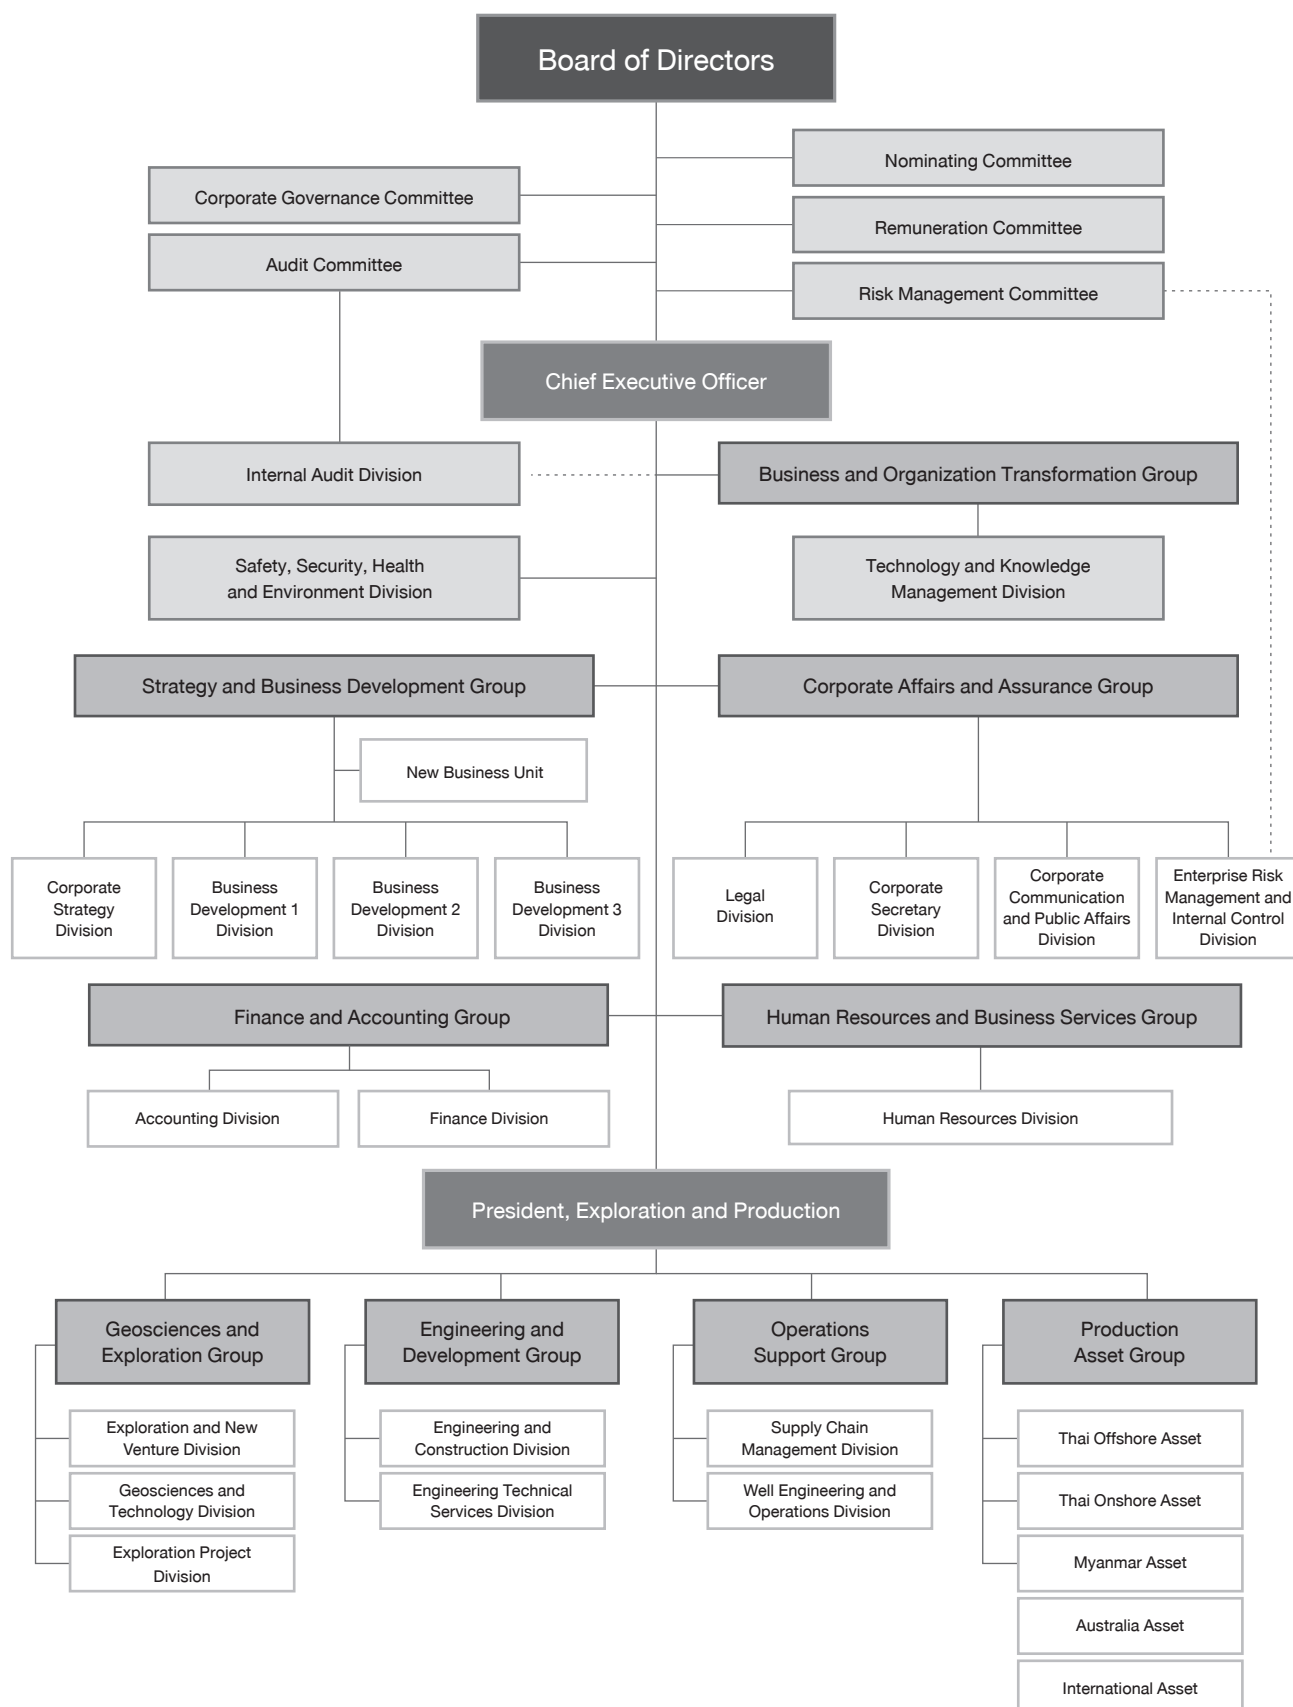 Board of Directors
Nominating Committee
Corporate Governance Committee
Remuneration Committee
Audit Committee
Risk Management Committee
Chief Executive Officer
Internal Audit Division
Business and Organization Transformation Group
Safety, Security, Health
and Environment Division
Technology and Knowledge
Management Division
Strategy and Business Development Group
Corporate Affairs and Assurance Group
New Business Unit
Corporate
Strategy
Division
Business
Development 1
Division
Business
Development 2
Division
Business
Development 3
Division
Legal
Division
Corporate
Secretary
Division
Corporate
Communication
and Public Affairs
Division
Enterprise Risk
Management and
Internal Control
Division
Finance and Accounting Group
Human Resources and Business Services Group
Accounting Division
Finance Division
Human Resources Division
President, Exploration and Production
Geosciences and
Exploration Group
Engineering and
Development Group
Operations
Support Group
Production
Asset Group
Exploration and New
Venture Division
Engineering and
Construction Division
Supply Chain
Management Division
Thai Offshore Asset
Geosciences and
Technology Division
Engineering Technical
Services Division
Well Engineering and
Operations Division
Thai Onshore Asset
Exploration Project
Division
Myanmar Asset
Australia Asset
International Asset